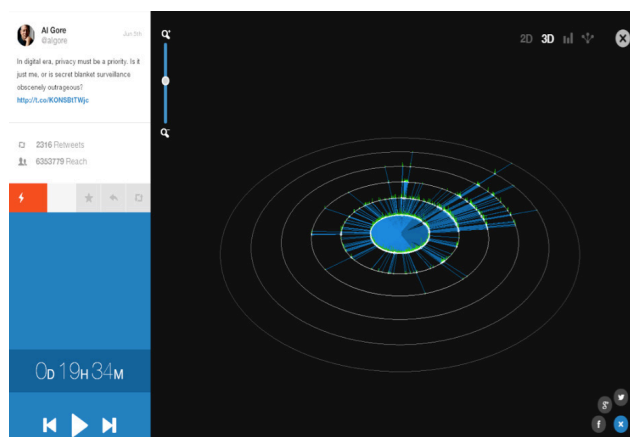 Al Gore
@algore
Jun 5th
In digital era, privacy must be a priority. Is it
just me, or is secret blanket surveillance
obscenely outrageous?
http://t.co/KONSBtTWjc
2316 Retweets
6353779 Reach
0D 19H 34M
2D 3D